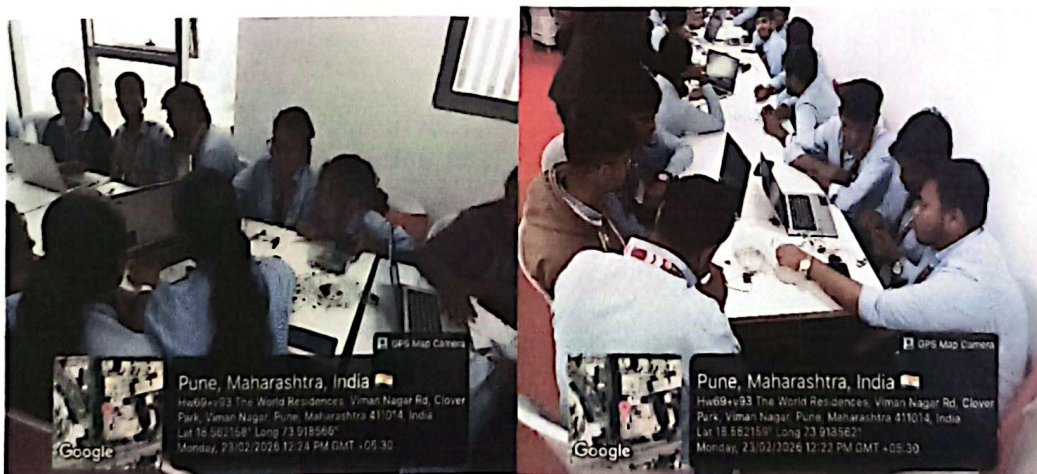 GPS Map Camera
Pune, Maharashtra, India
Hw69+v93 The World Residences, Viman Nagar Rd, Clover
Park, Viman Nagar, Pune, Maharashtra 411014, India
Lat 18.582158° Long 73.918566°
Monday, 23/02/2026 12:24 PM GMT +05:30
Google
GPS Map Camera
Pune, Maharashtra, India
Hw69+v93 The World Residences, Viman Nagar Rd, Clover
Park, Viman Nagar, Pune, Maharashtra 411014, India
Lat 18.582159° Long 73.918562°
Monday, 23/02/2026 12:22 PM GMT +05:30
Google